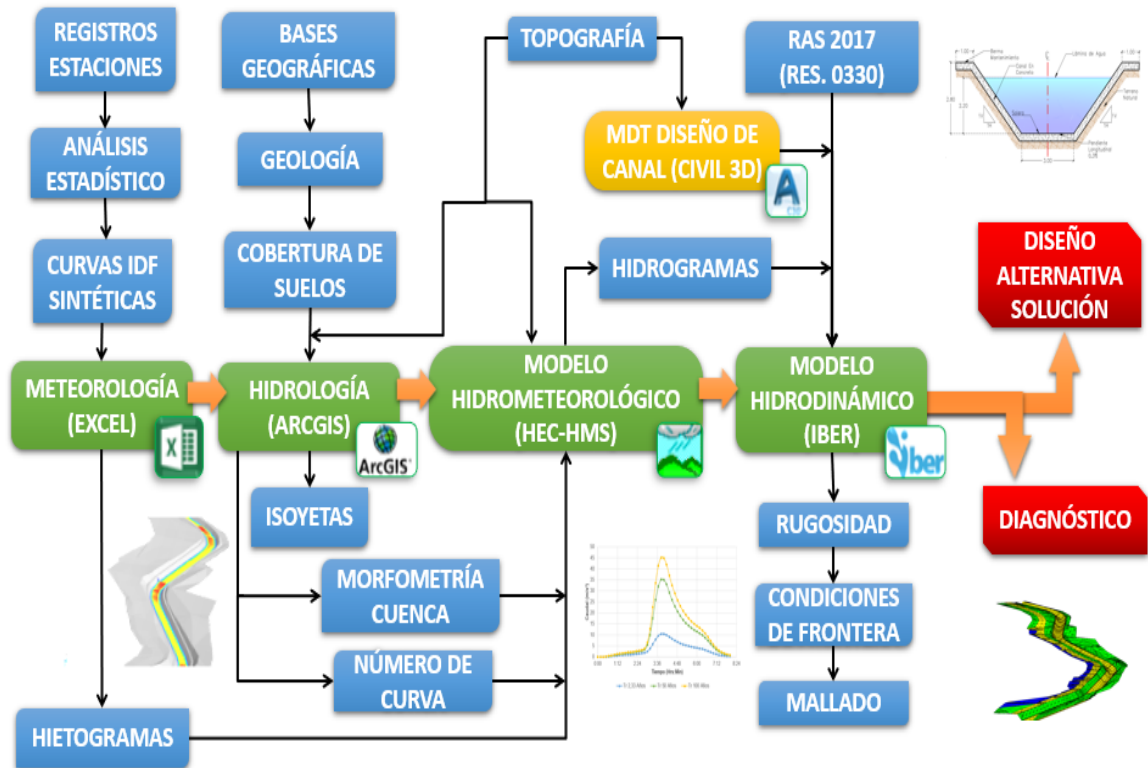 REGISTROS
ESTACIONES
BASES
GEOGRÁFICAS
TOPOGRAFÍA
RAS 2017
(RES. 0330)
ANÁLISIS
ESTADÍSTICO
GEOLOGÍA
MDT DISEÑO DE
CANAL (CIVIL 3D)
CURVAS IDF
SINTÉTICAS
COBERTURA DE
SUELOS
HIDROGRAMAS
DISEÑO
ALTERNATIVA
SOLUCIÓN
METEOROLOGÍA
(EXCEL)
HIDROLOGÍA
(ARCGIS)
ArcGIS
MODELO
HIDROMETEOROLÓGICO
(HEC-HMS)
MODELO
HIDRODINÁMICO
(IBER)
iber
ISOYETAS
RUGOSIDAD
DIAGNÓSTICO
MORFOMETRÍA
CUENCA
CONDICIONES
DE FRONTERA
NÚMERO DE
CURVA
MALLADO
HIETOGRAMAS